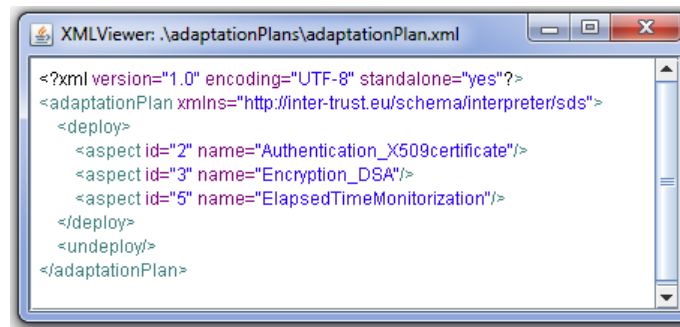 XMLViewer: .\adaptationPlans\adaptationPlan.xml
<?xml version="1.0" encoding="UTF-8" standalone="yes"?>
<adaptationPlan xmlns="http://inter-trust.eu/schema/interpreter/sds">
<deploy>
<aspect id="2" name="Authentication_X509certificate"/>
<aspect id="3" name="Encryption_DSA"/>
<aspect id="5" name="ElapsedTimeMonitorization"/>
</deploy>
<undeploy/>
</adaptationPlan>